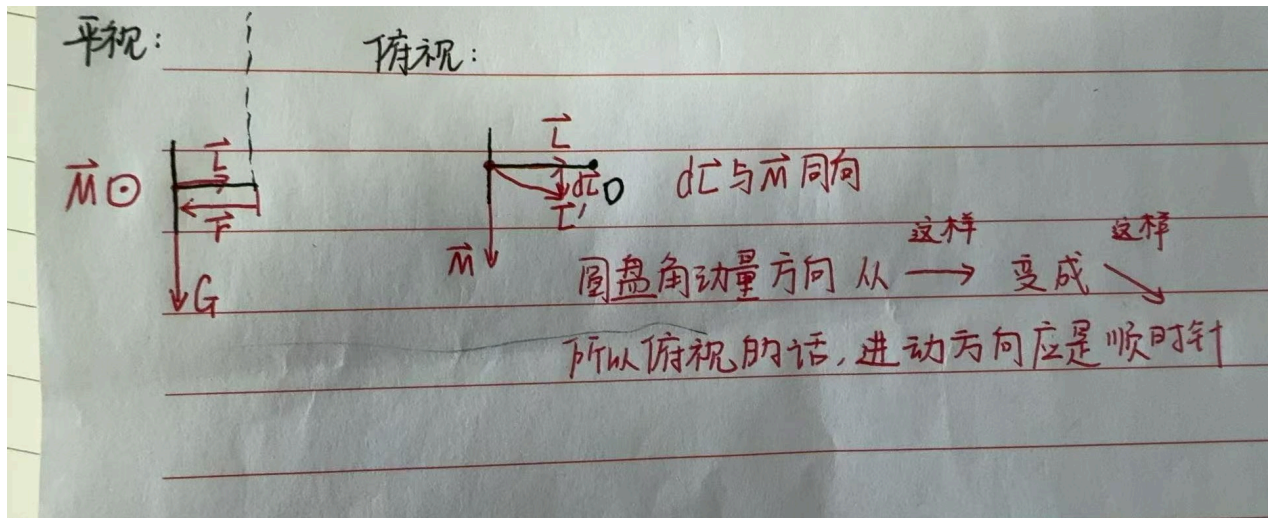 平视：
俯视：
M⃗ ⊙
L⃗
r⃗
G
L⃗
dL⃗
O
L⃗'
M⃗
dL⃗与M⃗同向
这样 这样
圆盘角动量方向 从 → 变成 ↘
所以俯视的话，进动方向应是顺时针